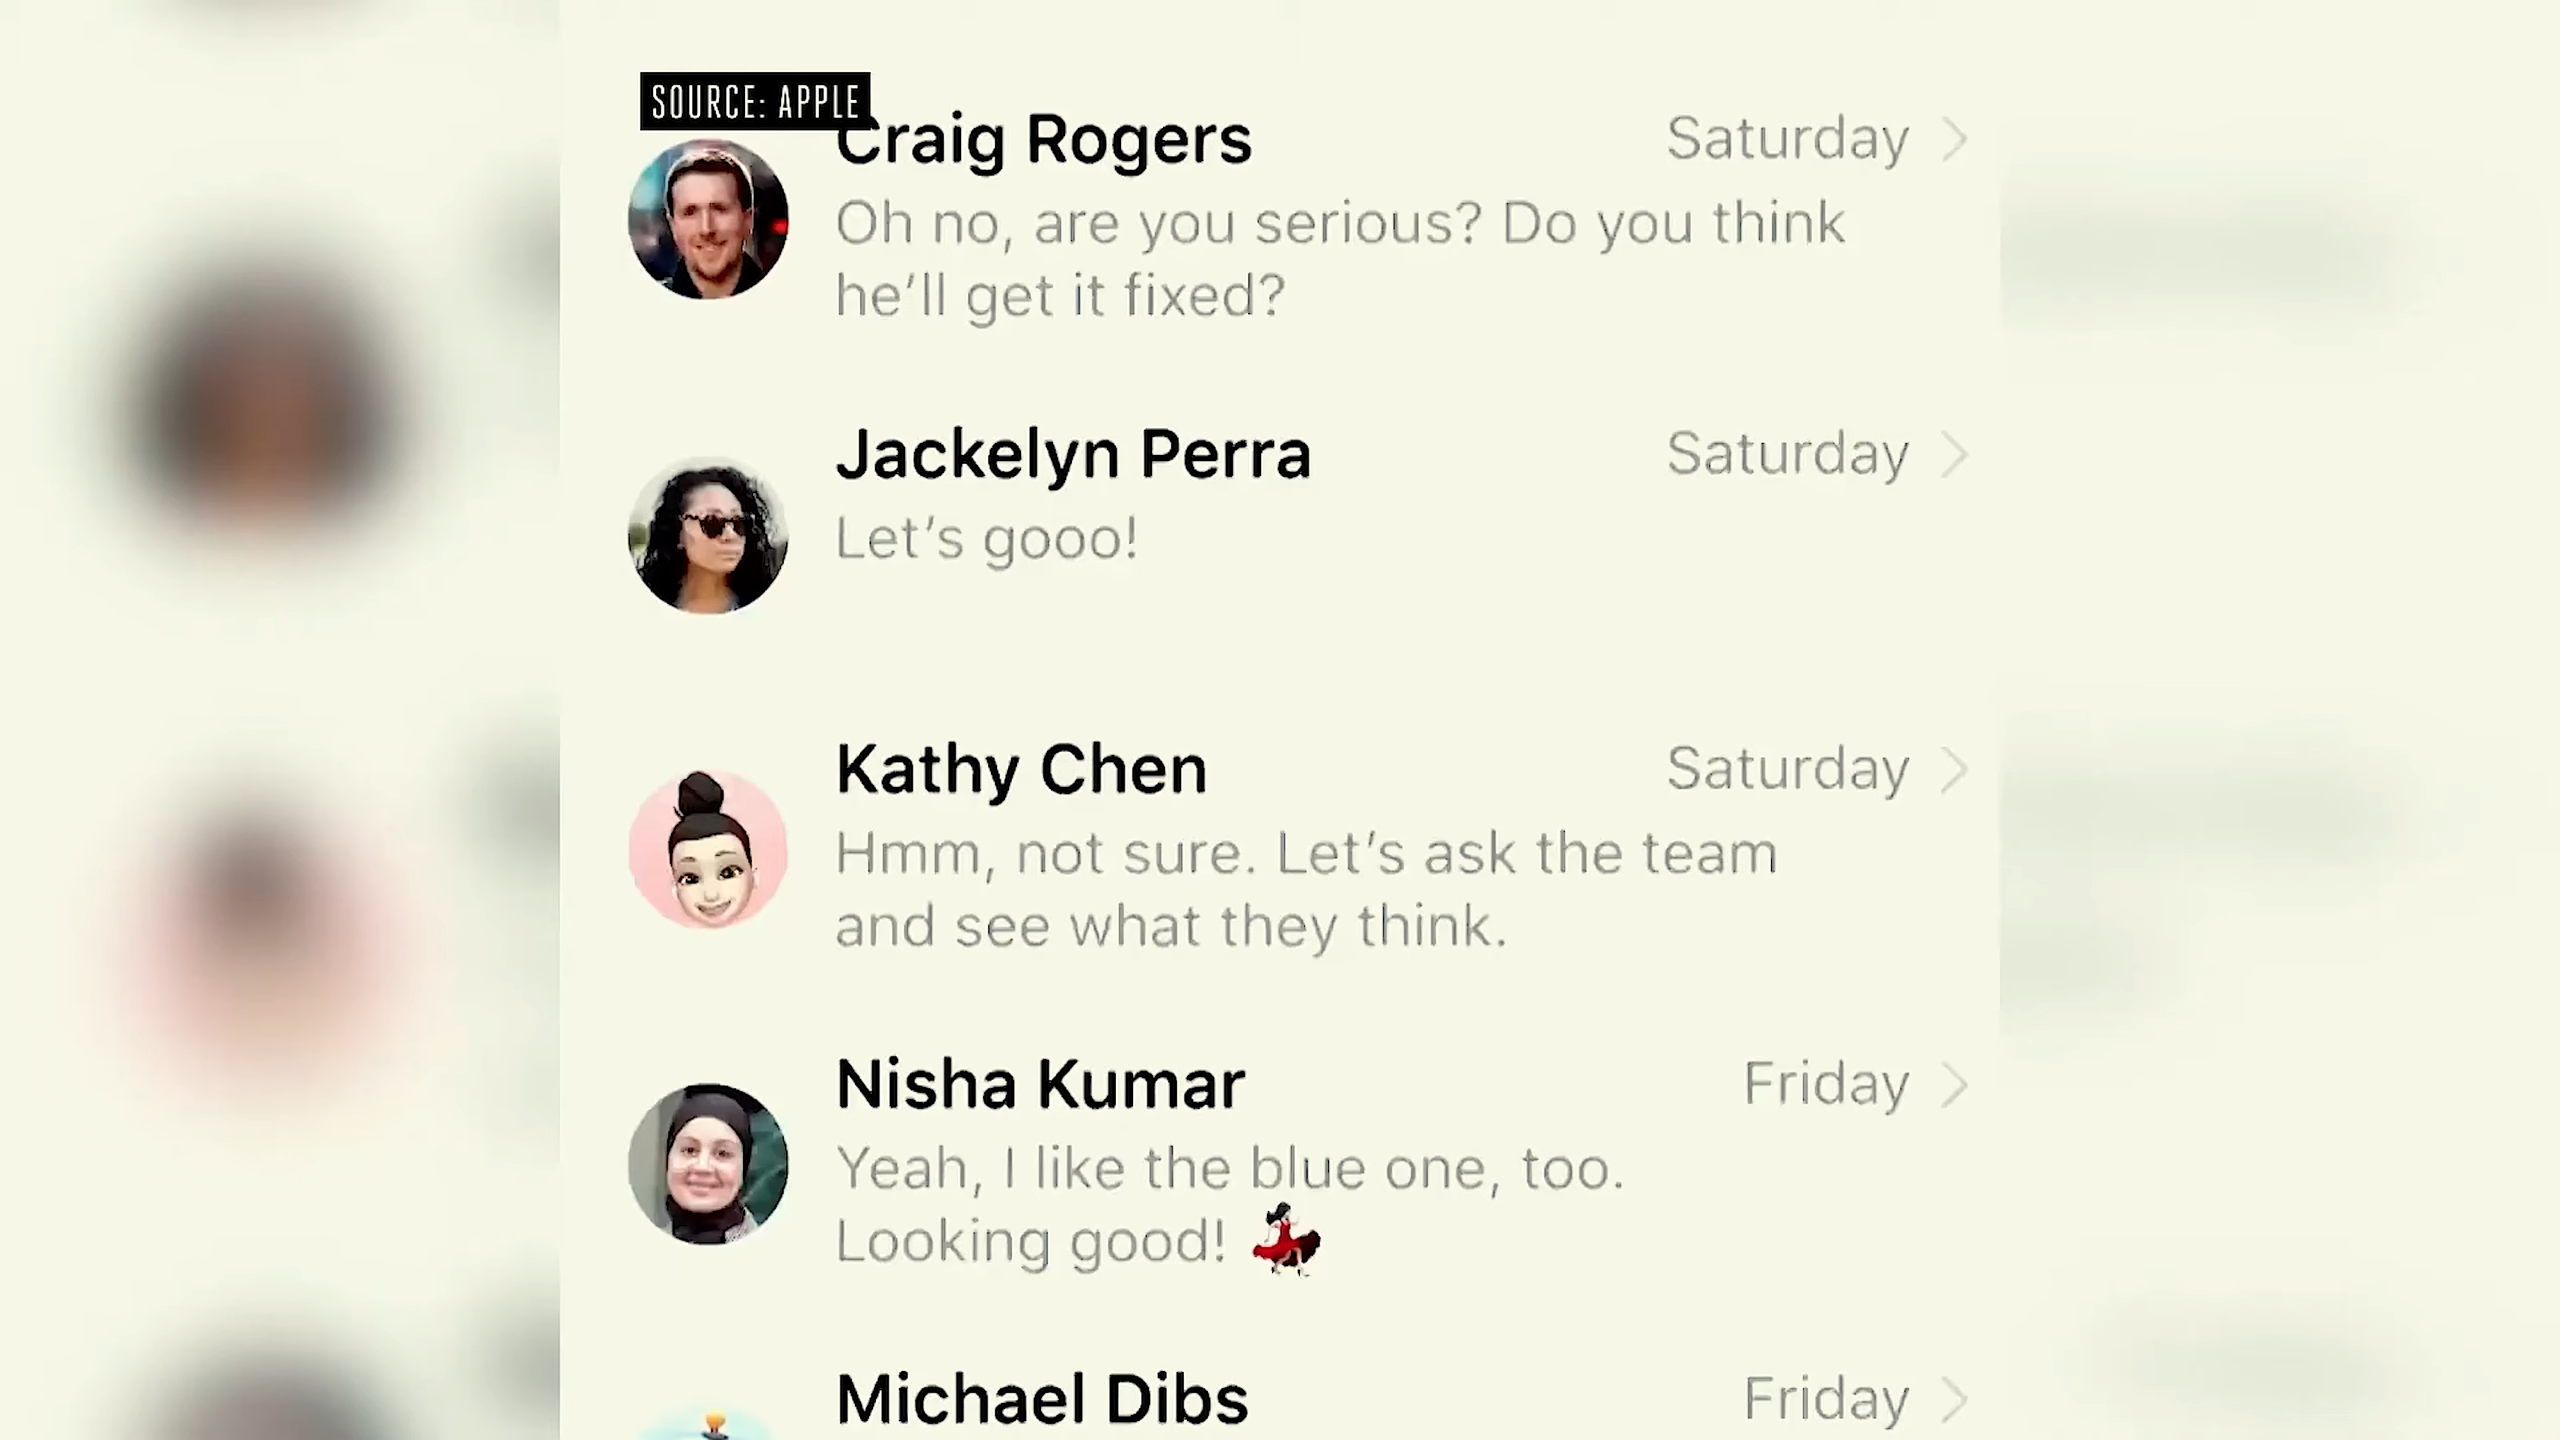 SOURCE: APPLE
Craig Rogers Saturday
Oh no, are you serious? Do you think
he’ll get it fixed?
Jackelyn Perra Saturday
Let’s gooo!
Kathy Chen Saturday
Hmm, not sure. Let’s ask the team
and see what they think.
Nisha Kumar Friday
Yeah, I like the blue one, too.
Looking good! 💃
Michael Dibs Friday